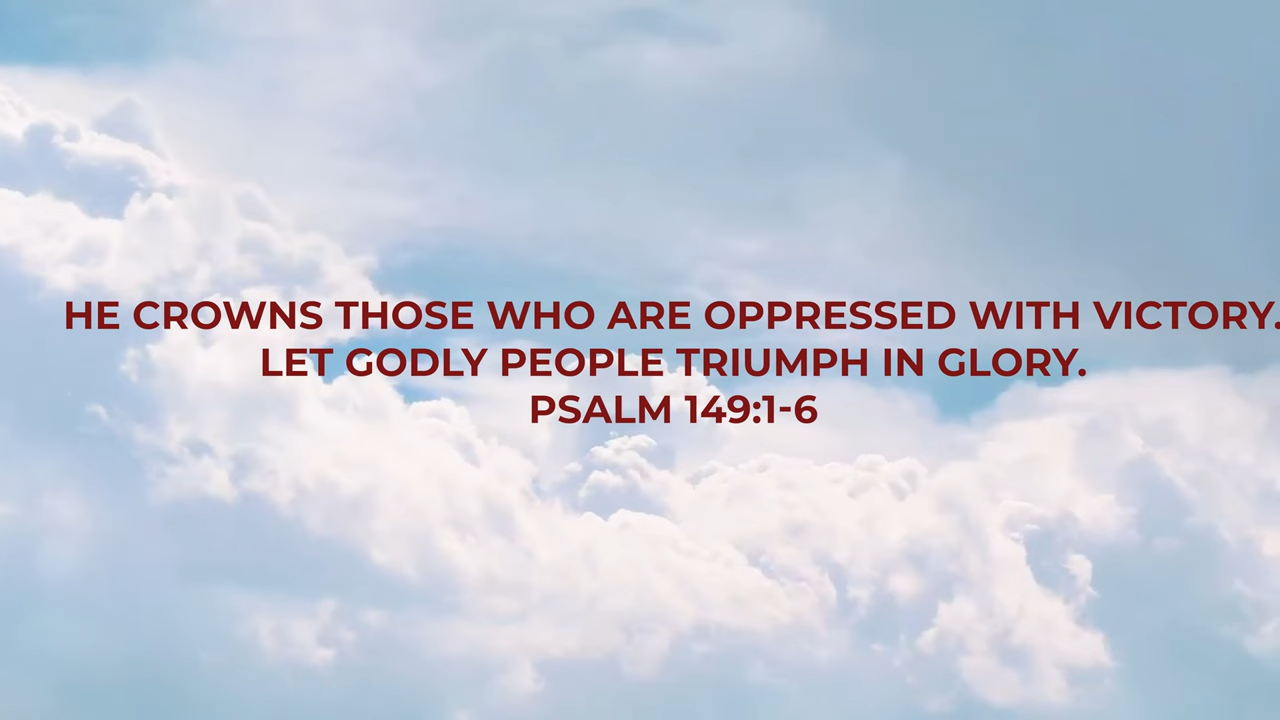 HE CROWNS THOSE WHO ARE OPPRESSED WITH VICTORY.
LET GODLY PEOPLE TRIUMPH IN GLORY.
PSALM 149:1-6